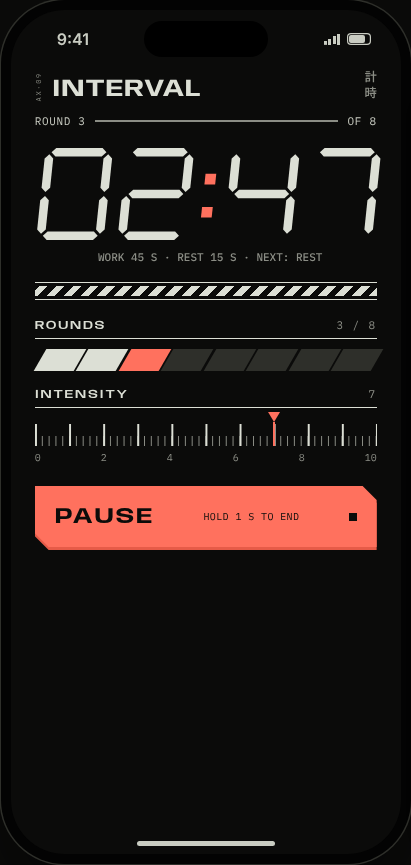 9:41
AX-09
INTERVAL
計時
ROUND 3
OF 8
02:47
WORK 45 S · REST 15 S · NEXT: REST
ROUNDS 3 / 8
INTENSITY 7
0 2 4 6 8 10
PAUSE HOLD 1 S TO END